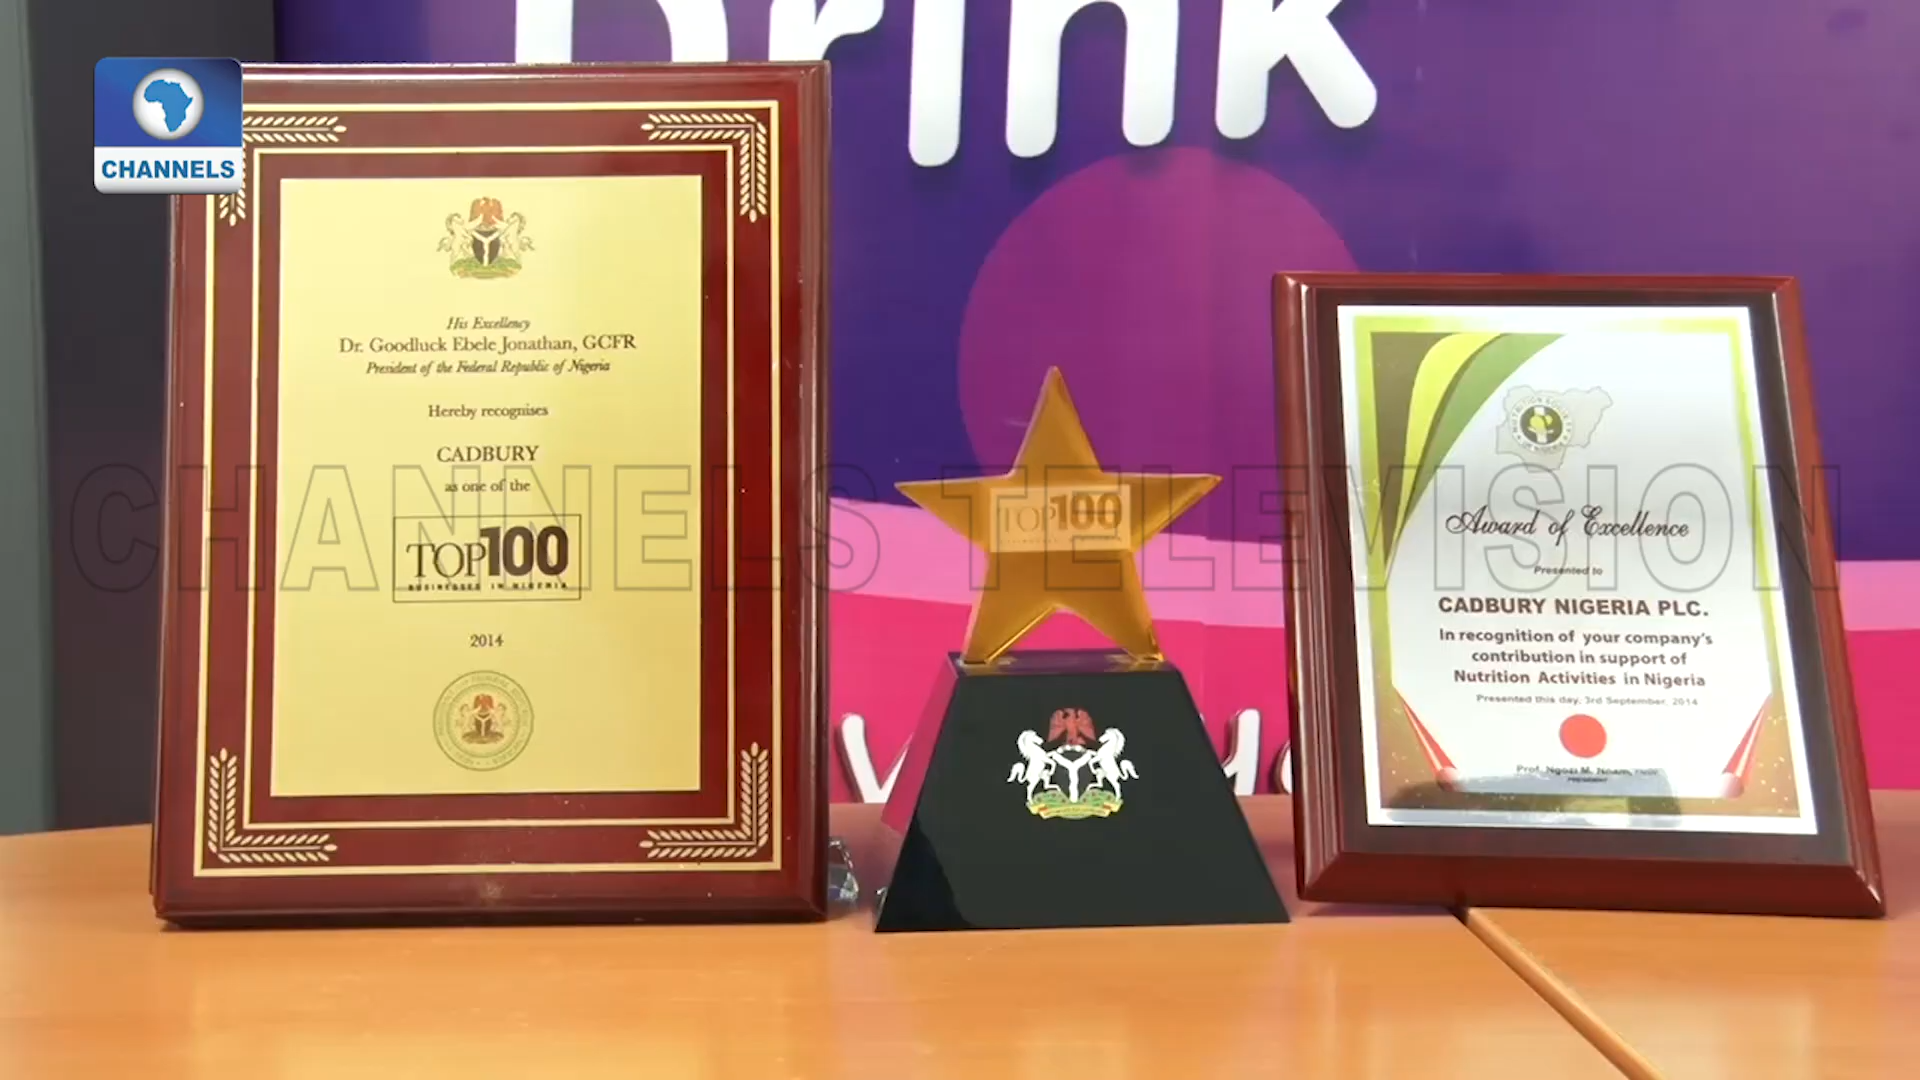 Drink
CHANNELS
His Excellency
Dr. Goodluck Ebele Jonathan, GCFR
President of the Federal Republic of Nigeria
Hereby recognises
CADBURY
as one of the
TOP100
BUSINESSES IN NIGERIA
2014
TOP100
Award of Excellence
Presented to
CADBURY NIGERIA PLC.
In recognition of your company's
contribution in support of
Nutrition Activities in Nigeria
Presented this day, 3rd September, 2014
Prof. Ngozi M.
PRESIDENT
CHANNELS TELEVISION